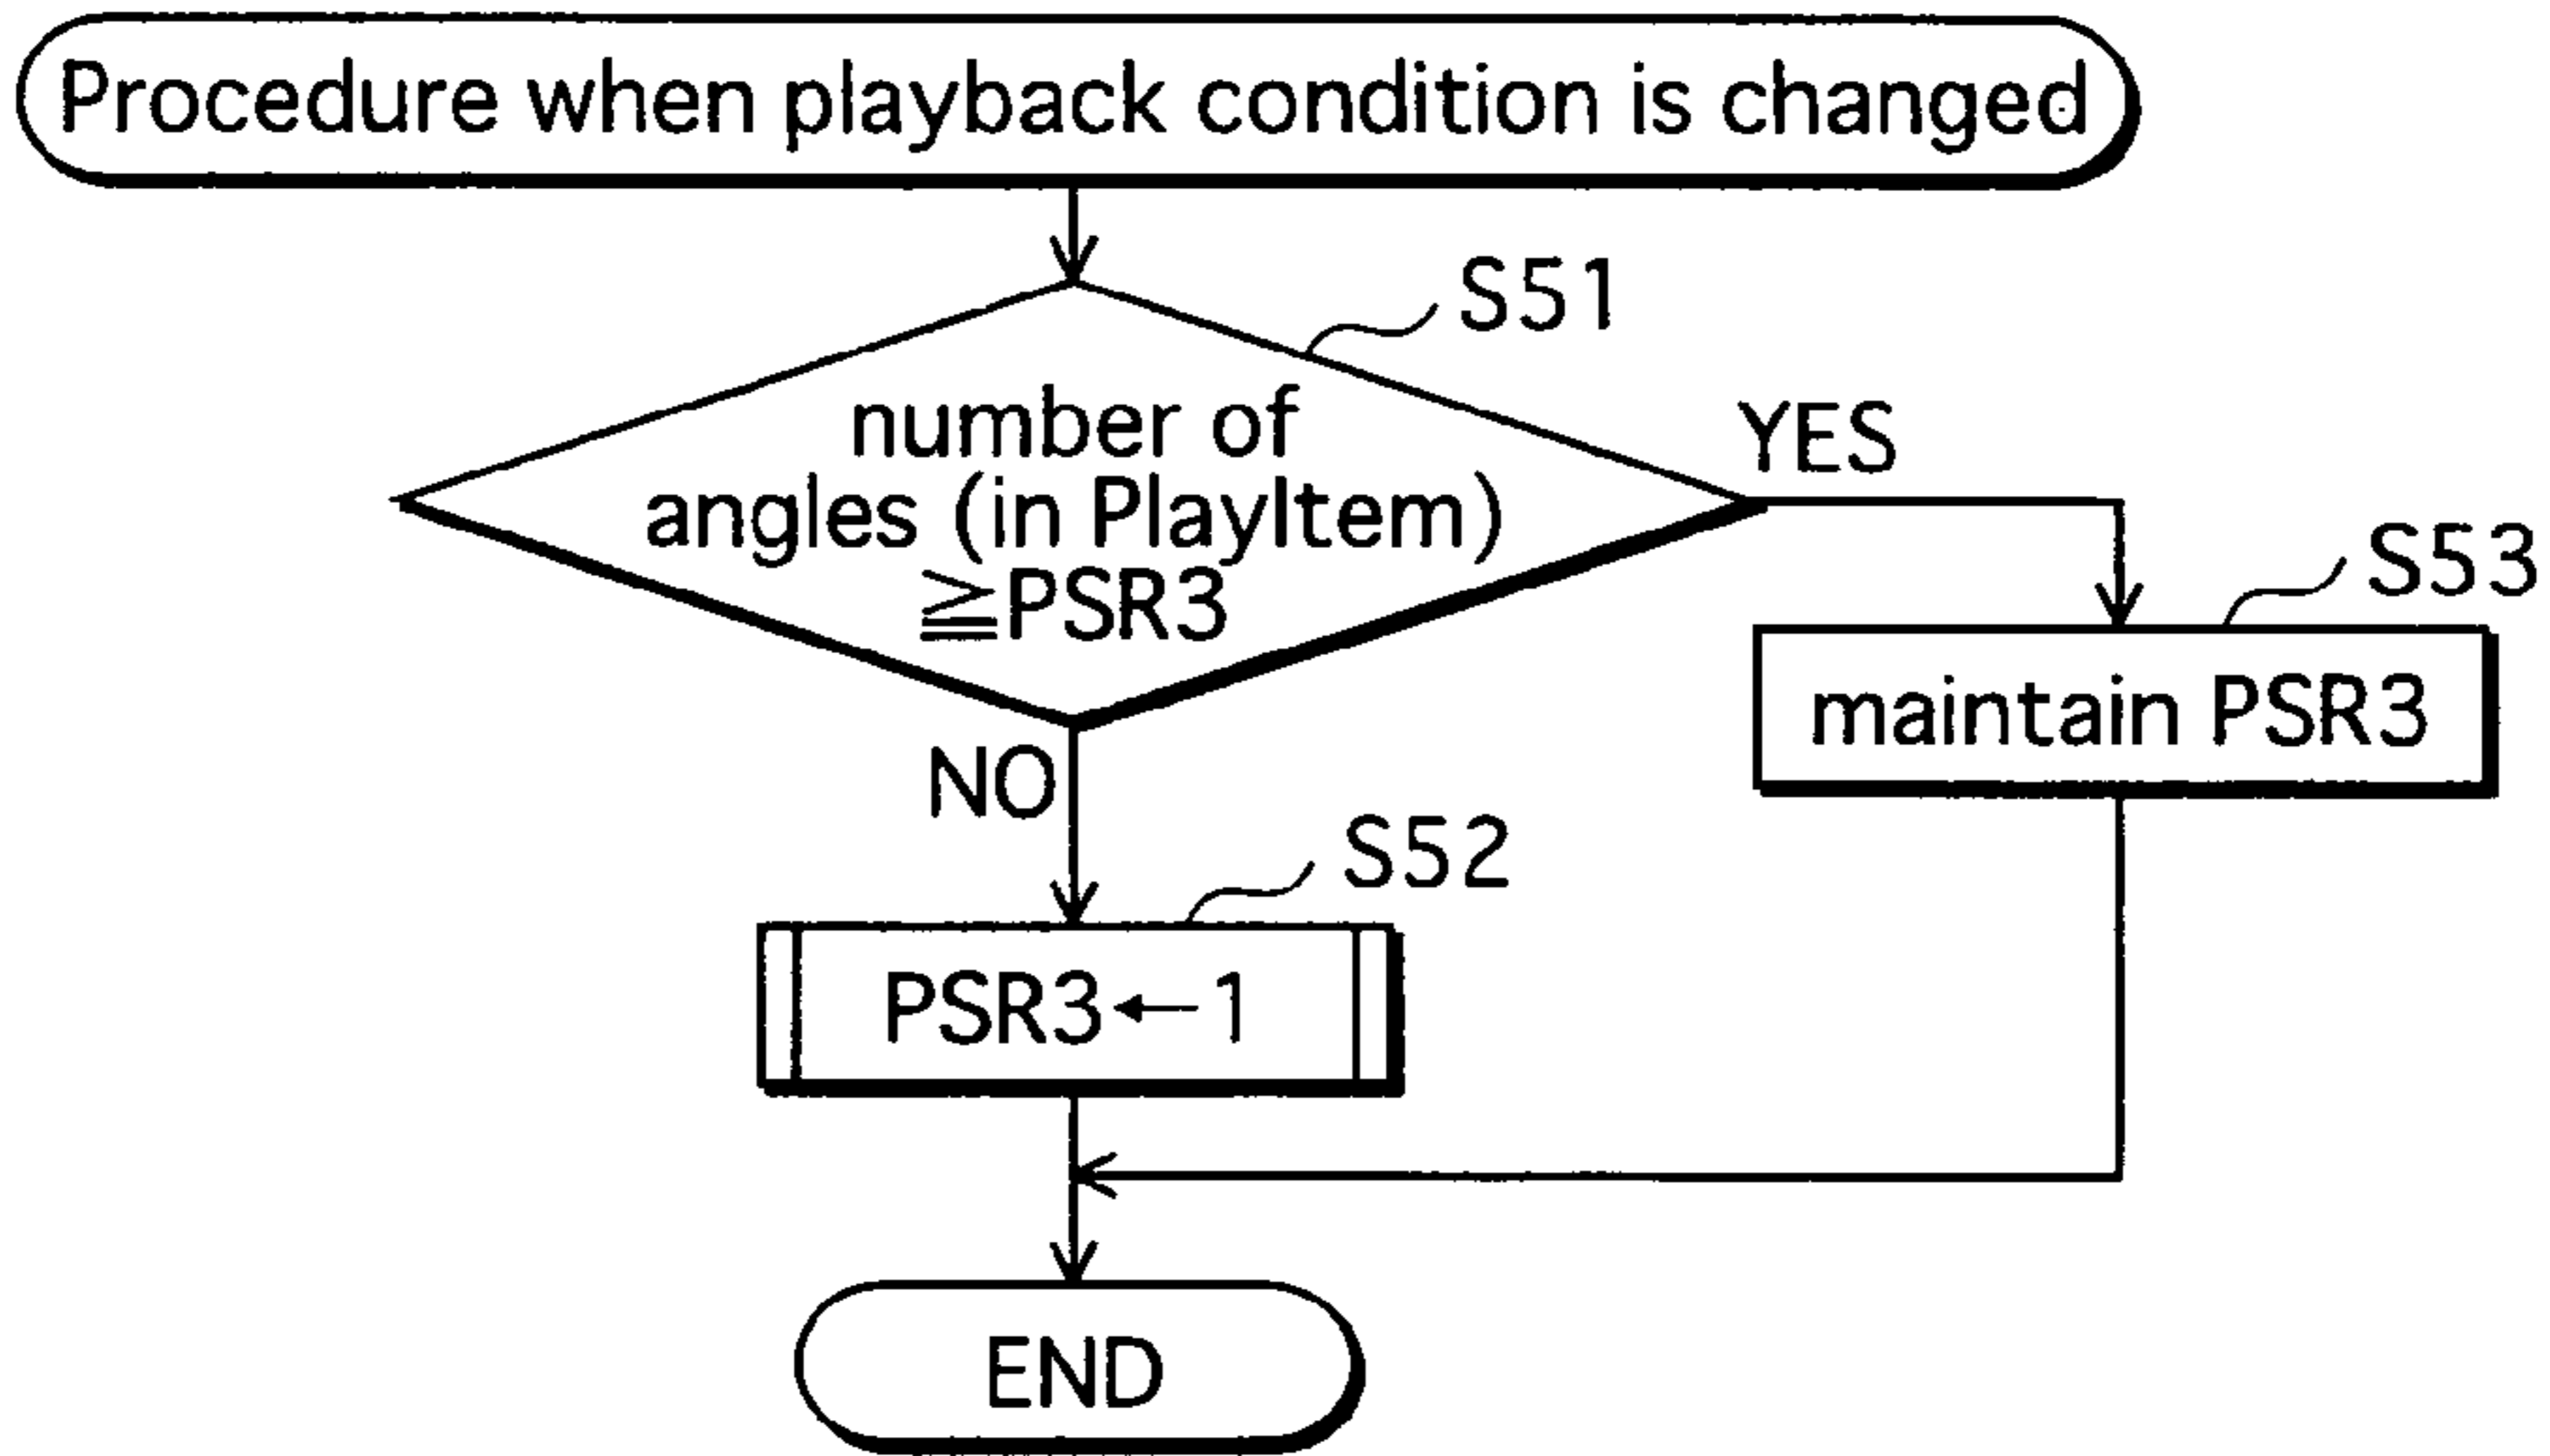 Procedure when playback condition is changed
S51
number of
angles (in PlayItem)
≧PSR3
YES
S53
maintain PSR3
NO
S52
PSR3←1
END